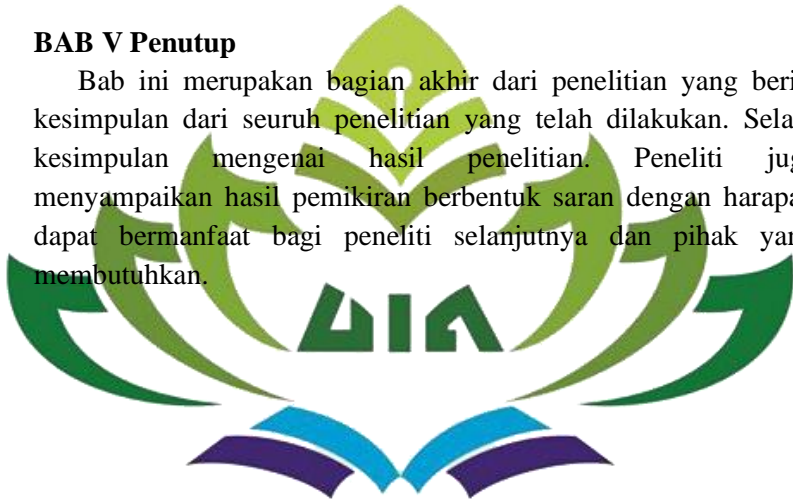 BAB V Penutup
Bab ini merupakan bagian akhir dari penelitian yang beri
kesimpulan dari seuruh penelitian yang telah dilakukan. Sela
kesimpulan mengenai hasil penelitian. Peneliti jug
menyampaikan hasil pemikiran berbentuk saran dengan harapa
dapat bermanfaat bagi peneliti selanjutnya dan pihak yan
membutuhkan.
UIN